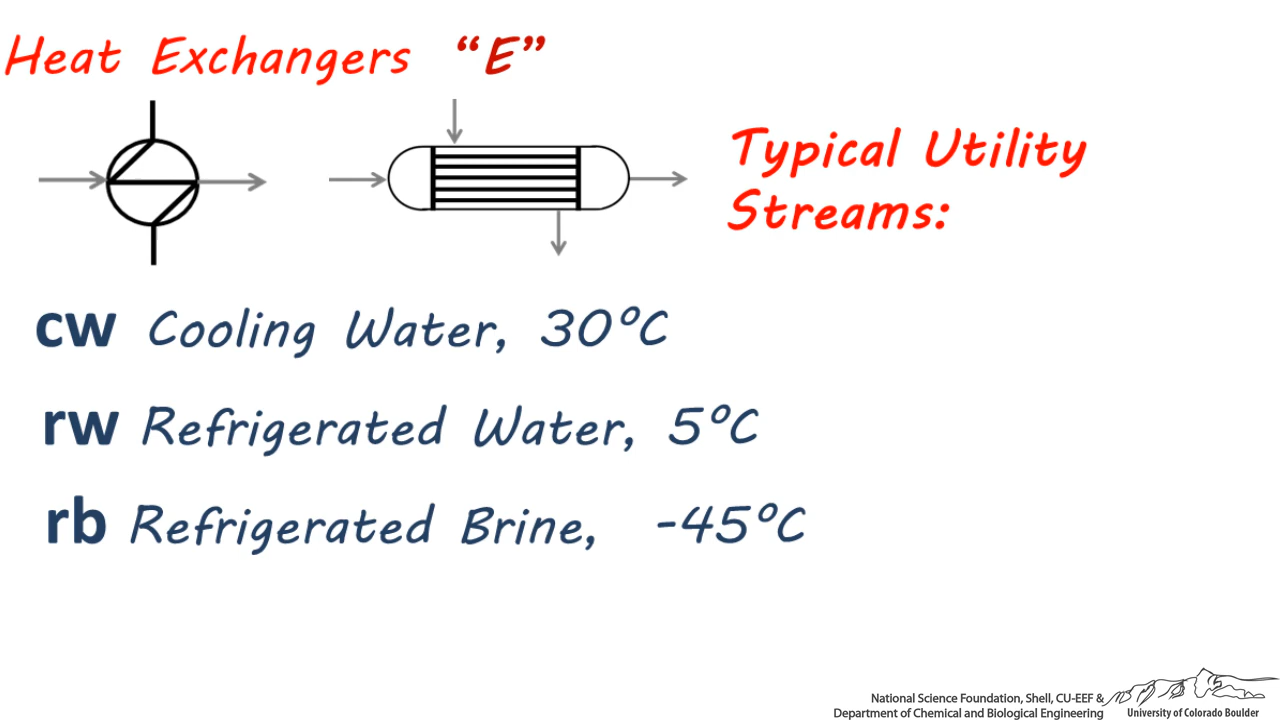 Heat Exchangers “E”
Typical Utility
Streams:
cw Cooling Water, 30°C
rw Refrigerated Water, 5°C
rb Refrigerated Brine, -45°C
National Science Foundation, Shell, CU-EEF &
Department of Chemical and Biological Engineering
University of Colorado Boulder